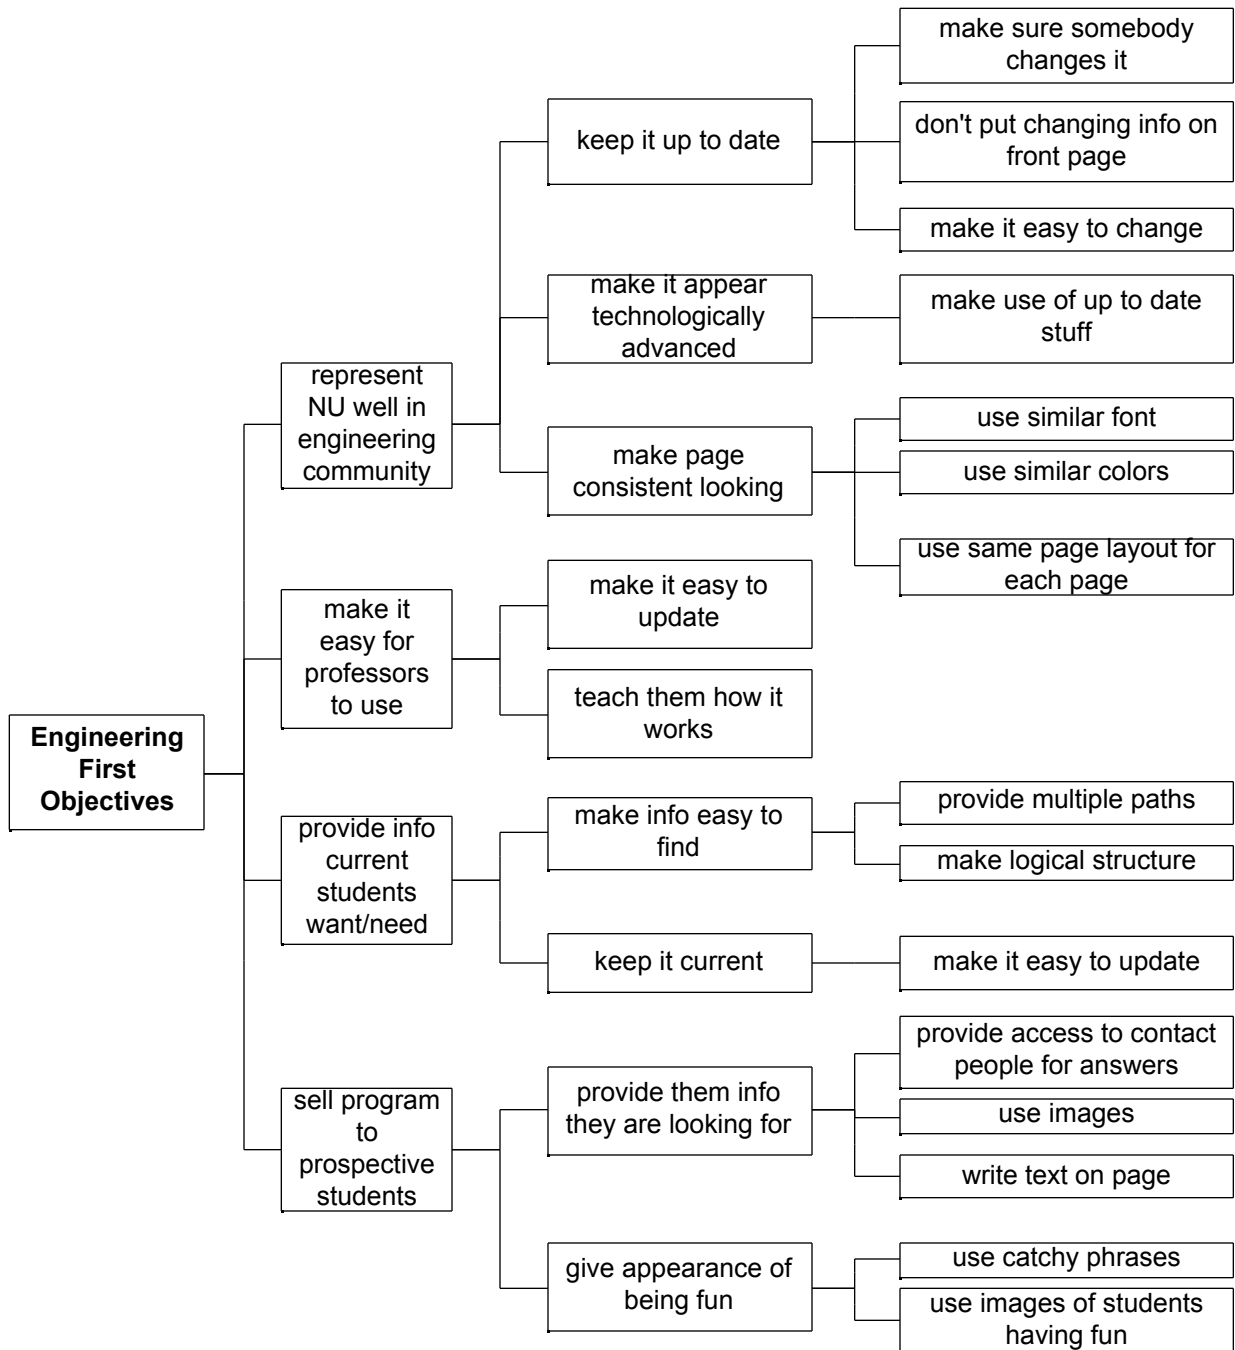 Engineering
First
Objectives
represent
NU well in
engineering
community
keep it up to date
make sure somebody
changes it
don't put changing info on
front page
make it easy to change
make it appear
technologically
advanced
make use of up to date
stuff
make page
consistent looking
use similar font
use similar colors
use same page layout for
each page
make it
easy for
professors
to use
make it easy to
update
teach them how it
works
provide info
current
students
want/need
make info easy to
find
provide multiple paths
make logical structure
keep it current
make it easy to update
sell program
to
prospective
students
provide them info
they are looking for
provide access to contact
people for answers
use images
write text on page
give appearance of
being fun
use catchy phrases
use images of students
having fun